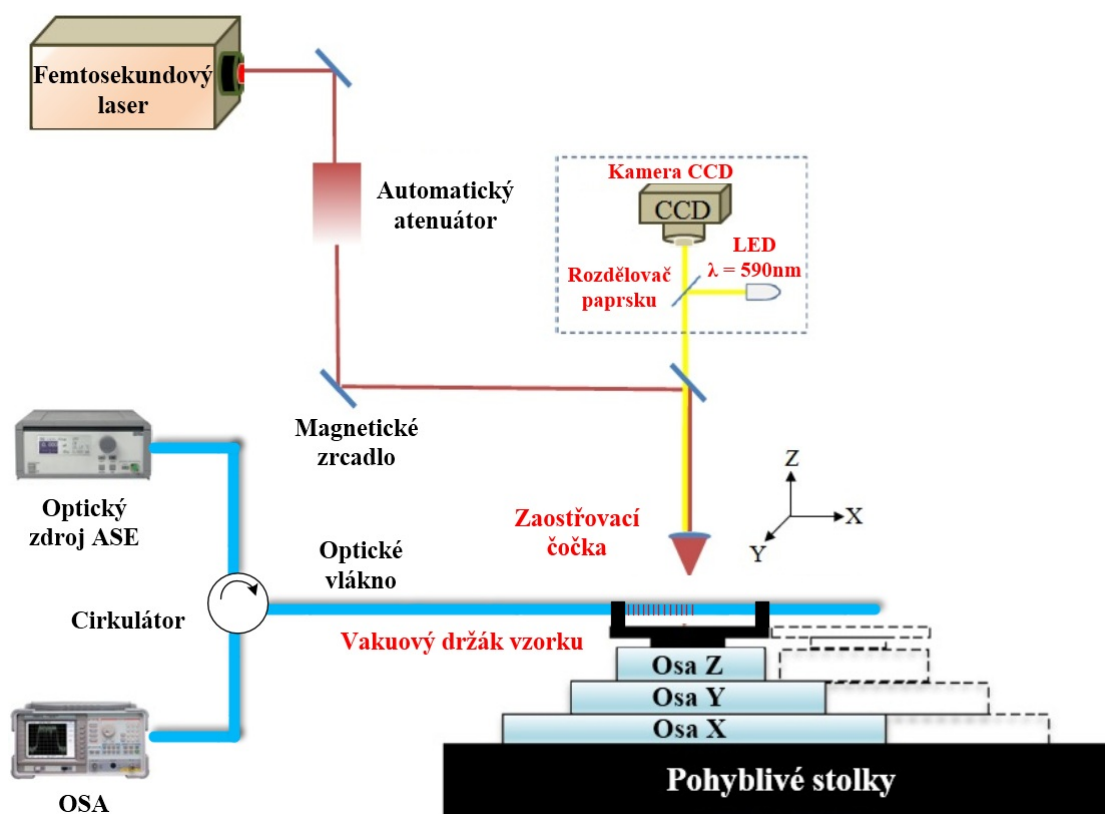 Femtosekundový
laser
Automatický
atenuátor
Kamera CCD
CCD
LED
λ = 590nm
Rozdělovač
paprsku
Magnetické
zrcadlo
Optický
zdroj ASE
Optické
vlákno
Zaostřovací
čočka
Z
X
Y
Cirkulátor
Vakuový držák vzorku
Osa Z
Osa Y
Osa X
Pohyblivé stolky
OSA